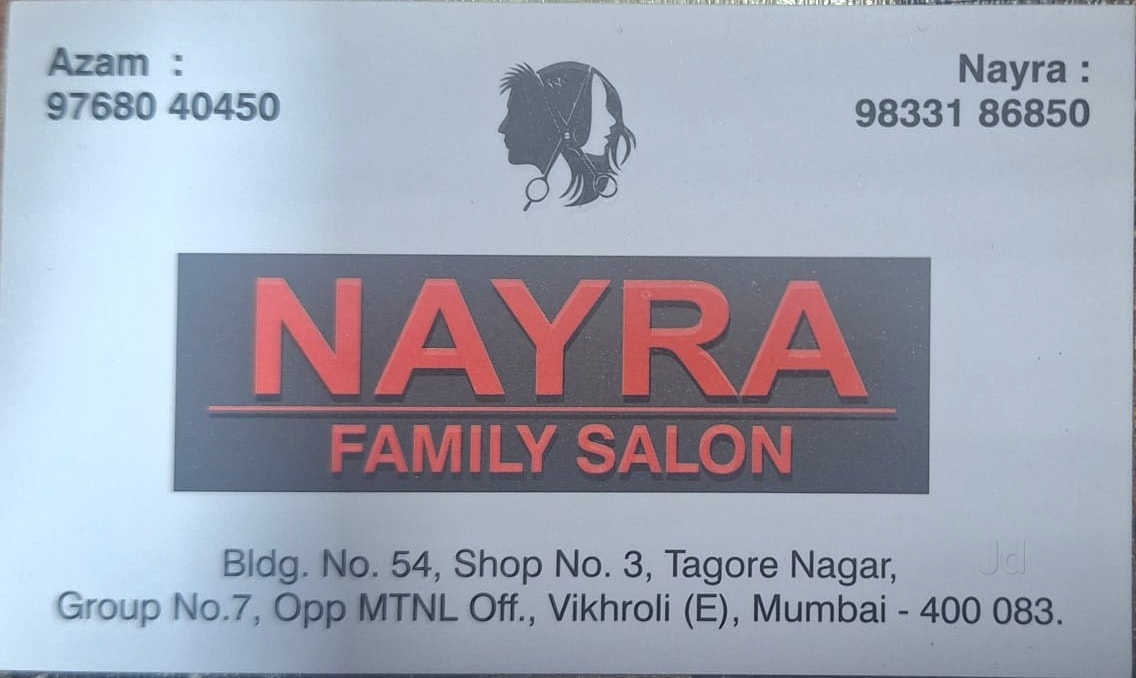 Azam :
97680 40450
Nayra :
98331 86850
NAYRA
FAMILY SALON
Bldg. No. 54, Shop No. 3, Tagore Nagar,
Group No.7, Opp MTNL Off., Vikhroli (E), Mumbai - 400 083.
Jd